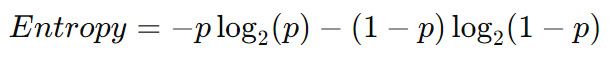 Entropy = −p log₂(p) − (1 − p) log₂(1 − p)